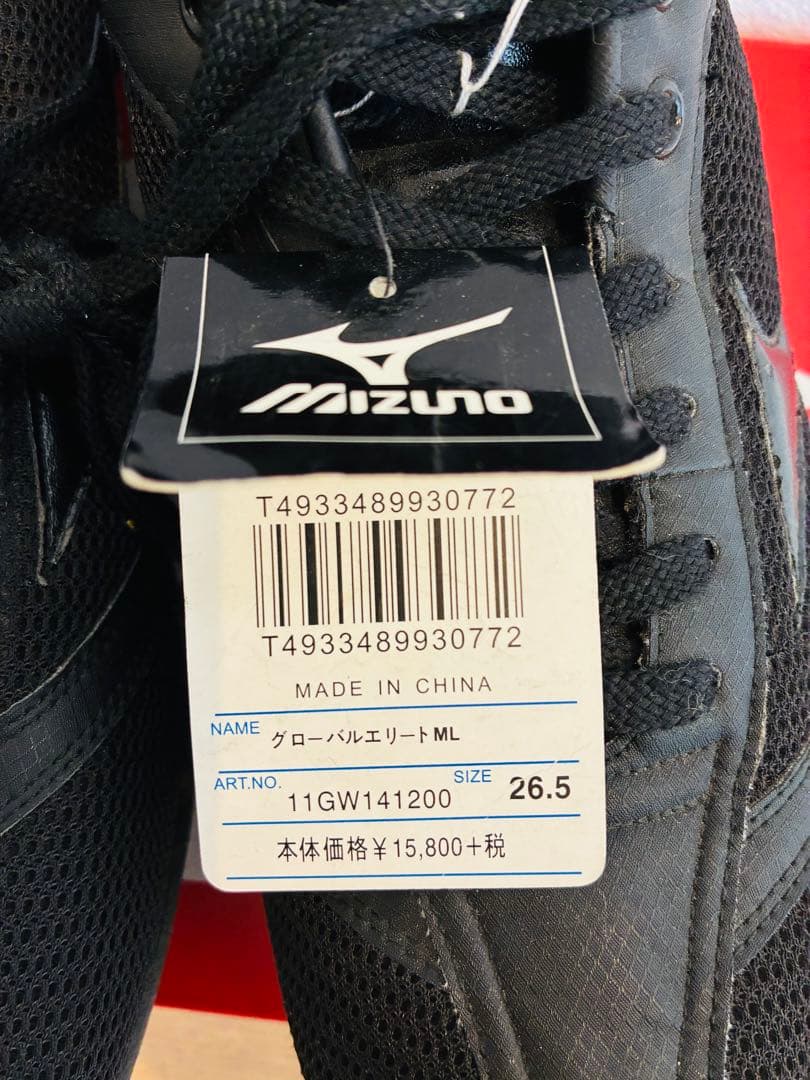 MIZUNO
T4933489930772
T4933489930772
MADE IN CHINA
NAME グローバルエリートML
ART.NO. 11GW141200 SIZE 26.5
本体価格¥15,800+税